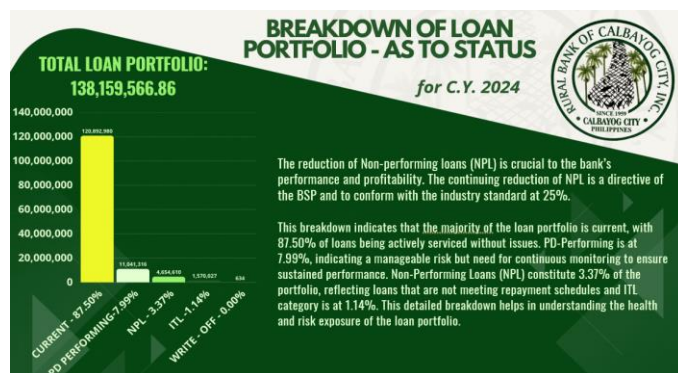 BREAKDOWN OF LOAN
PORTFOLIO - AS TO STATUS
for C.Y. 2024
RURAL BANK OF CALBAYOG CITY, INC.
SINCE 1959
CALBAYOG CITY
PHILIPPINES
TOTAL LOAN PORTFOLIO:
138,159,566.86
140,000,000
120,000,000
100,000,000
80,000,000
60,000,000
40,000,000
20,000,000
0
120,892,980
11,041,316
4,654,610
1,570,027
634
CURRENT - 87.50%
PD PERFORMING-7.99%
NPL - 3.37%
ITL -1.14%
WRITE - OFF - 0.00%
The reduction of Non-performing loans (NPL) is crucial to the bank's
performance and profitability. The continuing reduction of NPL is a directive of
the BSP and to conform with the industry standard at 25%.
This breakdown indicates that the majority of the loan portfolio is current, with
87.50% of loans being actively serviced without issues. PD-Performing is at
7.99%, indicating a manageable risk but need for continuous monitoring to ensure
sustained performance. Non-Performing Loans (NPL) constitute 3.37% of the
portfolio, reflecting loans that are not meeting repayment schedules and ITL
category is at 1.14%. This detailed breakdown helps in understanding the health
and risk exposure of the loan portfolio.